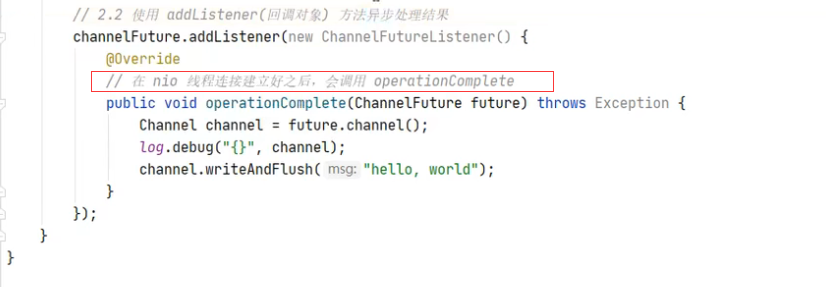 // 2.2 使用 addListener(回调对象) 方法异步处理结果
channelFuture.addListener(new ChannelFutureListener() {
@Override
// 在 nio 线程连接建立好之后，会调用 operationComplete
public void operationComplete(ChannelFuture future) throws Exception {
Channel channel = future.channel();
log.debug("{}", channel);
channel.writeAndFlush( msg: "hello, world");
}
});
}
}